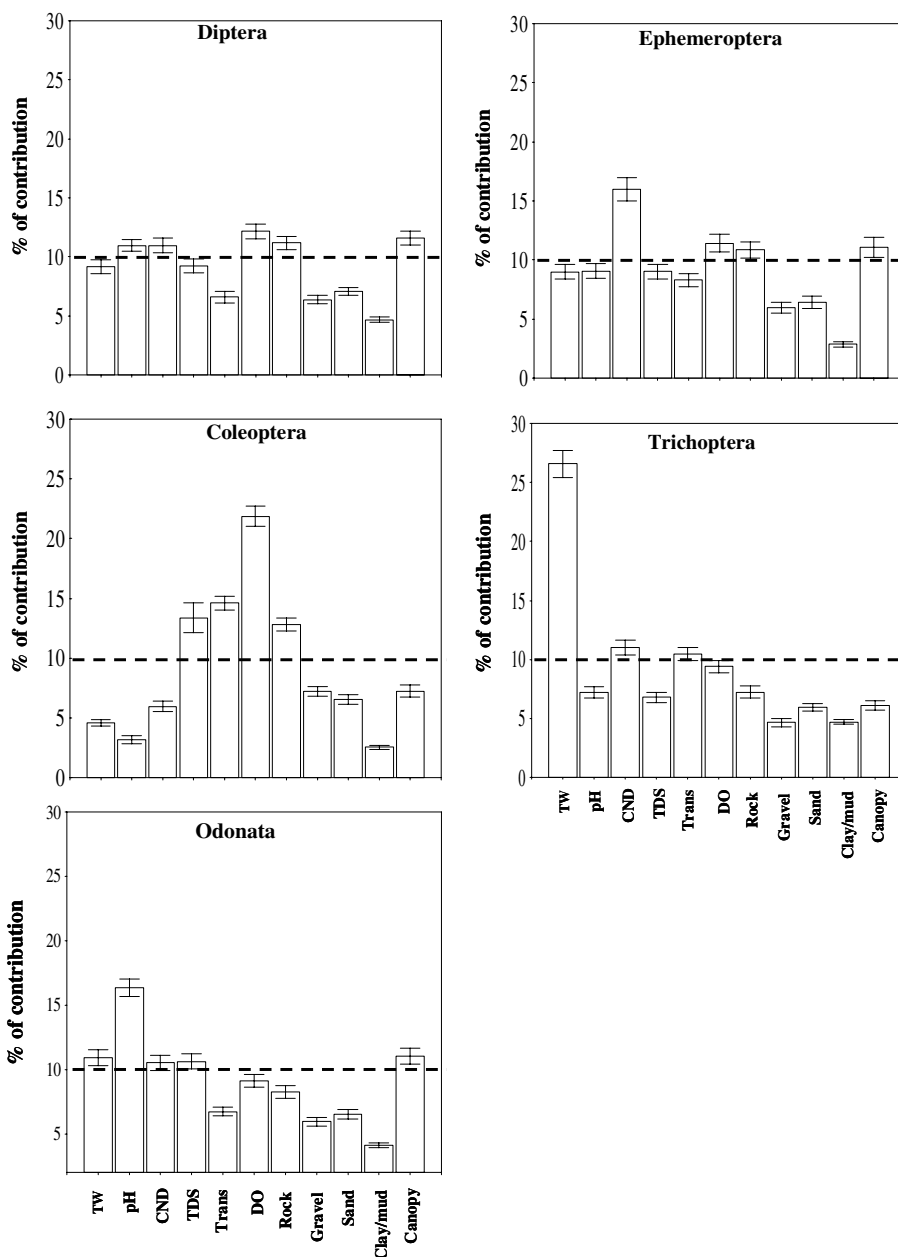 Diptera
% of contribution
30
25
20
15
10
5
0
Ephemeroptera
% of contribution
30
25
20
15
10
5
0
Coleoptera
% of contribution
30
25
20
15
10
5
0
Trichoptera
% of contribution
30
25
20
15
10
5
0
TW
pH
CND
TDS
Trans
DO
Rock
Gravel
Sand
Clay/mud
Canopy
Odonata
% of contribution
30
25
20
15
10
5
TW
pH
CND
TDS
Trans
DO
Rock
Gravel
Sand
Clay/mud
Canopy